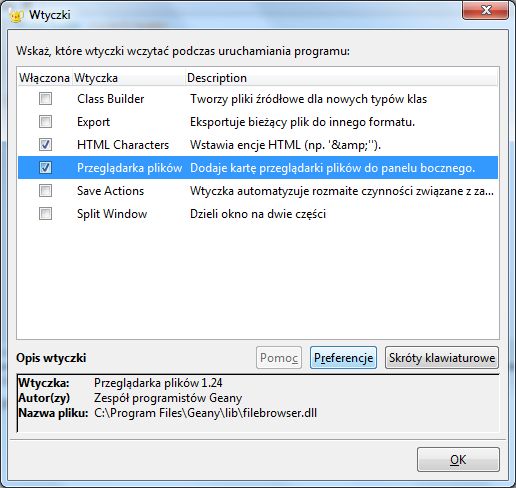 Wtyczki
Wskaż, które wtyczki wczytać podczas uruchamiania programu:
Włączona Wtyczka Description
Class Builder Tworzy pliki źródłowe dla nowych typów klas
Export Eksportuje bieżący plik do innego formatu.
HTML Characters Wstawia encje HTML (np. '&amp;'').
Przeglądarka plików Dodaje kartę przeglądarki plików do panelu bocznego.
Save Actions Wtyczka automatyzuje rozmaite czynności związane z za...
Split Window Dzieli okno na dwie części
Opis wtyczki Pomoc Preferencje Skróty klawiaturowe
Wtyczka: Przeglądarka plików 1.24
Autor(zy) Zespół programistów Geany
Nazwa pliku: C:\Program Files\Geany\lib\filebrowser.dll
OK